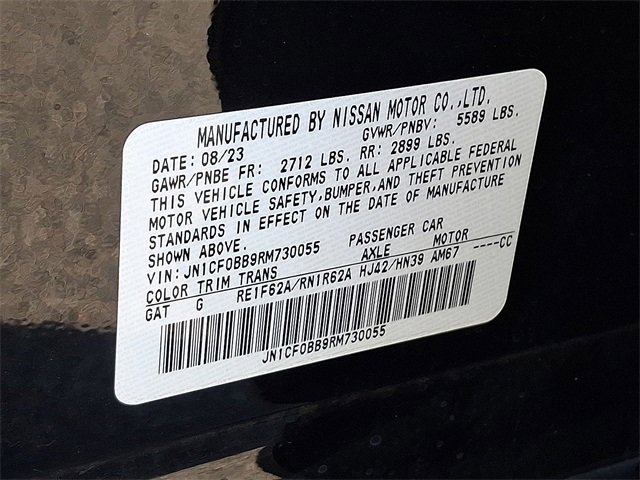 MANUFACTURED BY NISSAN MOTOR CO.,LTD.
DATE: 08/23 GVWR/PNBV: 5589 LBS.
GAWR/PNBE FR: 2712 LBS. RR: 2899 LBS.
THIS VEHICLE CONFORMS TO ALL APPLICABLE FEDERAL
MOTOR VEHICLE SAFETY,BUMPER,AND THEFT PREVENTION
STANDARDS IN EFFECT ON THE DATE OF MANUFACTURE
SHOWN ABOVE.
VIN:JN1CF0BB9RM730055 PASSENGER CAR
COLOR TRIM TRANS AXLE MOTOR
GAT G RE1F62A/RN1R62A HJ42/HN39 AM67 ----CC
JN1CF0BB9RM730055